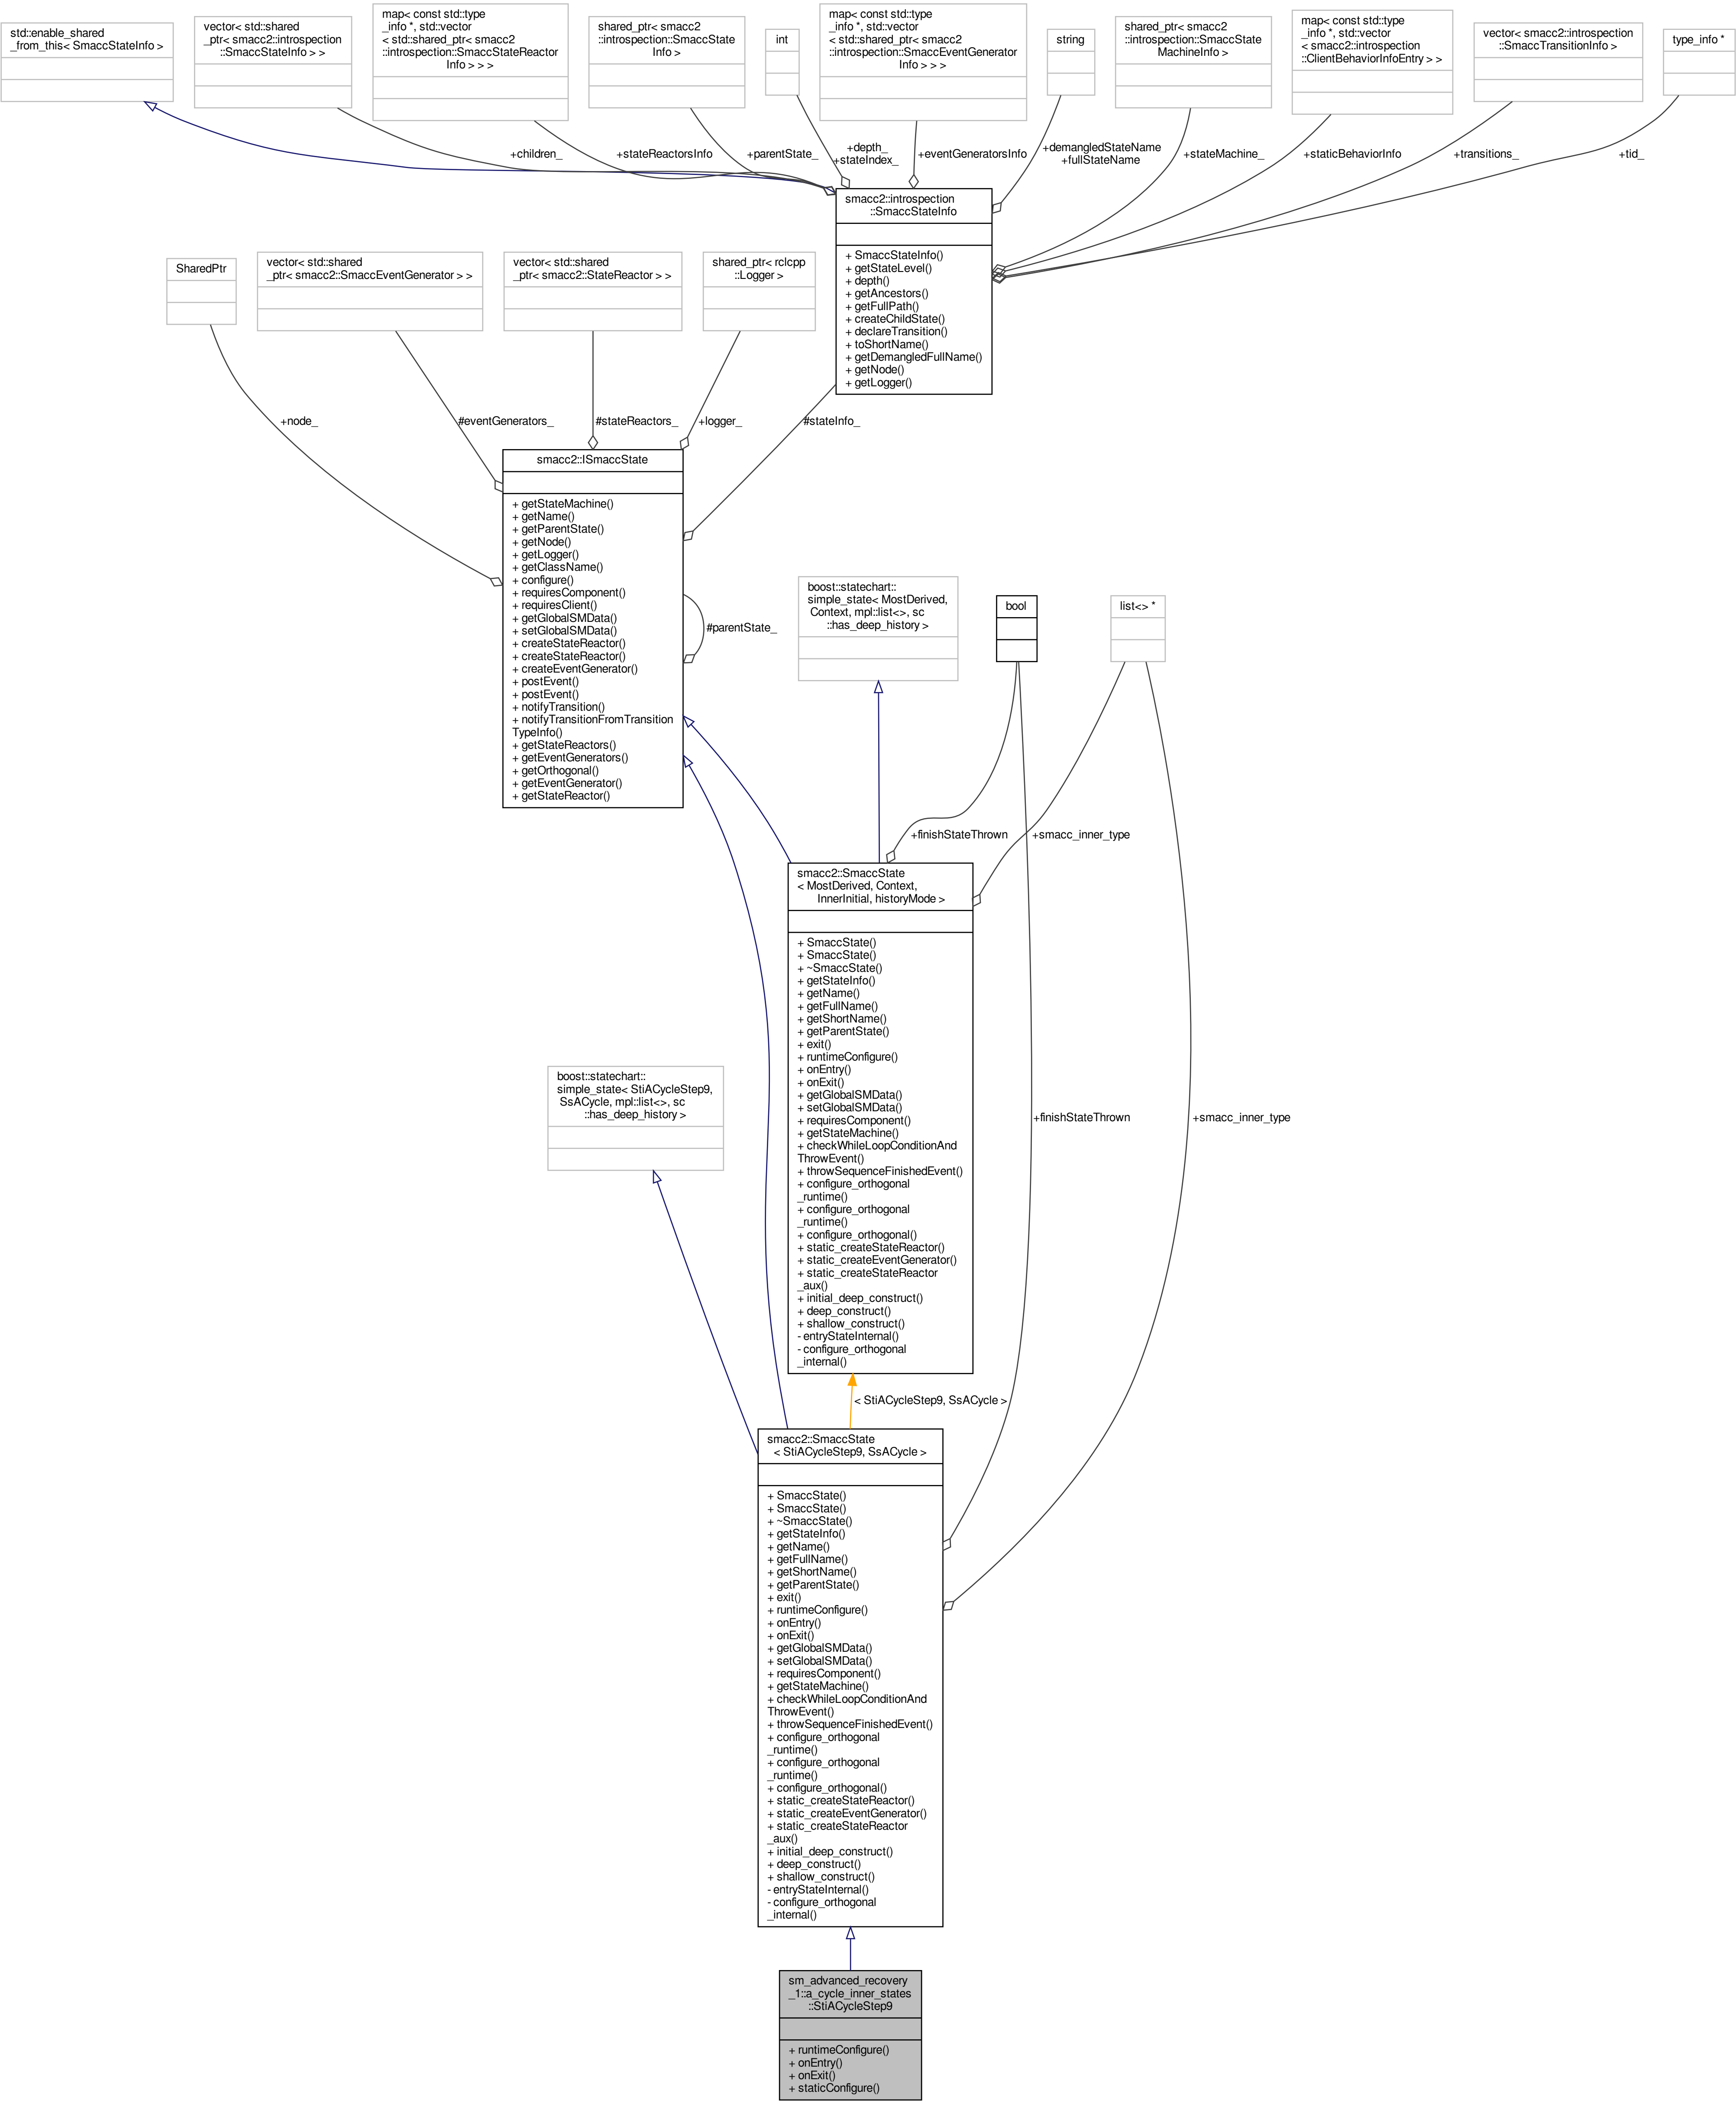 std::enable_shared
_from_this< SmaccStateInfo >
vector< std::shared
_ptr< smacc2::introspection
::SmaccStateInfo > >
map< const std::type
_info *, std::vector
< std::shared_ptr< smacc2
::introspection::SmaccStateReactor
Info > > >
shared_ptr< smacc2
::introspection::SmaccState
Info >
int
map< const std::type
_info *, std::vector
< std::shared_ptr< smacc2
::introspection::SmaccEventGenerator
Info > > >
string
shared_ptr< smacc2
::introspection::SmaccState
MachineInfo >
map< const std::type
_info *, std::vector
< smacc2::introspection
::ClientBehaviorInfoEntry > >
vector< smacc2::introspection
::SmaccTransitionInfo >
type_info *
+children_
+stateReactorsInfo
+parentState_
+depth_
+stateIndex_
+eventGeneratorsInfo
+demangledStateName
+fullStateName
+stateMachine_
+staticBehaviorInfo
+transitions_
+tid_
smacc2::introspection
::SmaccStateInfo
+ SmaccStateInfo()
+ getStateLevel()
+ depth()
+ getAncestors()
+ getFullPath()
+ createChildState()
+ declareTransition()
+ toShortName()
+ getDemangledFullName()
+ getNode()
+ getLogger()
SharedPtr
vector< std::shared
_ptr< smacc2::SmaccEventGenerator > >
vector< std::shared
_ptr< smacc2::StateReactor > >
shared_ptr< rclcpp
::Logger >
+node_
#eventGenerators_
#stateReactors_
+logger_
#stateInfo_
smacc2::ISmaccState
+ getStateMachine()
+ getName()
+ getParentState()
+ getNode()
+ getLogger()
+ getClassName()
+ configure()
+ requiresComponent()
+ requiresClient()
+ getGlobalSMData()
+ setGlobalSMData()
+ createStateReactor()
+ createStateReactor()
+ createEventGenerator()
+ postEvent()
+ postEvent()
+ notifyTransition()
+ notifyTransitionFromTransition
TypeInfo()
+ getStateReactors()
+ getEventGenerators()
+ getOrthogonal()
+ getEventGenerator()
+ getStateReactor()
#parentState_
boost::statechart::
simple_state< MostDerived,
Context, mpl::list<>, sc
::has_deep_history >
bool
list<> *
+finishStateThrown
+smacc_inner_type
smacc2::SmaccState
< MostDerived, Context,
InnerInitial, historyMode >
+ SmaccState()
+ SmaccState()
+ ~SmaccState()
+ getStateInfo()
+ getName()
+ getFullName()
+ getShortName()
+ getParentState()
+ exit()
+ runtimeConfigure()
+ onEntry()
+ onExit()
+ getGlobalSMData()
+ setGlobalSMData()
+ requiresComponent()
+ getStateMachine()
+ checkWhileLoopConditionAnd
ThrowEvent()
+ throwSequenceFinishedEvent()
+ configure_orthogonal
_runtime()
+ configure_orthogonal
_runtime()
+ configure_orthogonal()
+ static_createStateReactor()
+ static_createEventGenerator()
+ static_createStateReactor
_aux()
+ initial_deep_construct()
+ deep_construct()
+ shallow_construct()
- entryStateInternal()
- configure_orthogonal
_internal()
boost::statechart::
simple_state< StiACycleStep9,
SsACycle, mpl::list<>, sc
::has_deep_history >
+finishStateThrown
+smacc_inner_type
< StiACycleStep9, SsACycle >
smacc2::SmaccState
< StiACycleStep9, SsACycle >
+ SmaccState()
+ SmaccState()
+ ~SmaccState()
+ getStateInfo()
+ getName()
+ getFullName()
+ getShortName()
+ getParentState()
+ exit()
+ runtimeConfigure()
+ onEntry()
+ onExit()
+ getGlobalSMData()
+ setGlobalSMData()
+ requiresComponent()
+ getStateMachine()
+ checkWhileLoopConditionAnd
ThrowEvent()
+ throwSequenceFinishedEvent()
+ configure_orthogonal
_runtime()
+ configure_orthogonal
_runtime()
+ configure_orthogonal()
+ static_createStateReactor()
+ static_createEventGenerator()
+ static_createStateReactor
_aux()
+ initial_deep_construct()
+ deep_construct()
+ shallow_construct()
- entryStateInternal()
- configure_orthogonal
_internal()
sm_advanced_recovery
_1::a_cycle_inner_states
::StiACycleStep9
+ runtimeConfigure()
+ onEntry()
+ onExit()
+ staticConfigure()